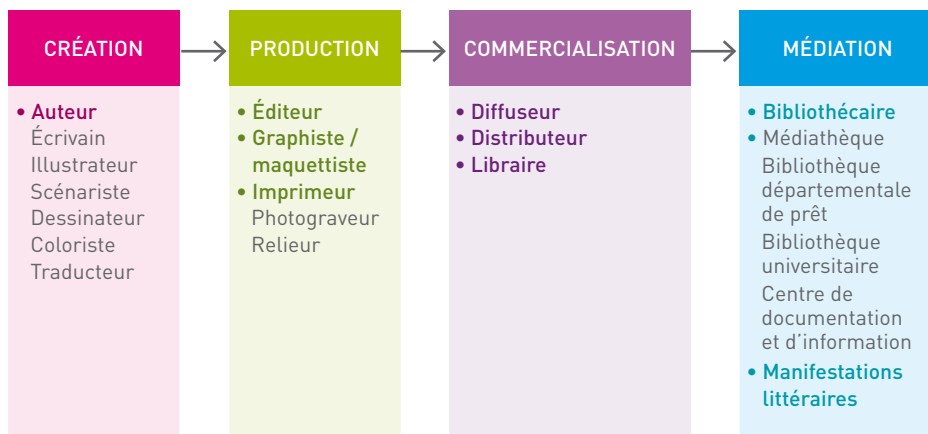 CRÉATION
• Auteur
Écrivain
Illustrateur
Scénariste
Dessinateur
Coloriste
Traducteur
PRODUCTION
• Éditeur
• Graphiste /
maquettiste
• Imprimeur
Photograveur
Relieur
COMMERCIALISATION
• Diffuseur
• Distributeur
• Libraire
MÉDIATION
• Bibliothécaire
• Médiathèque
Bibliothèque
départementale
de prêt
Bibliothèque
universitaire
Centre de
documentation
et d'information
• Manifestations
littéraires